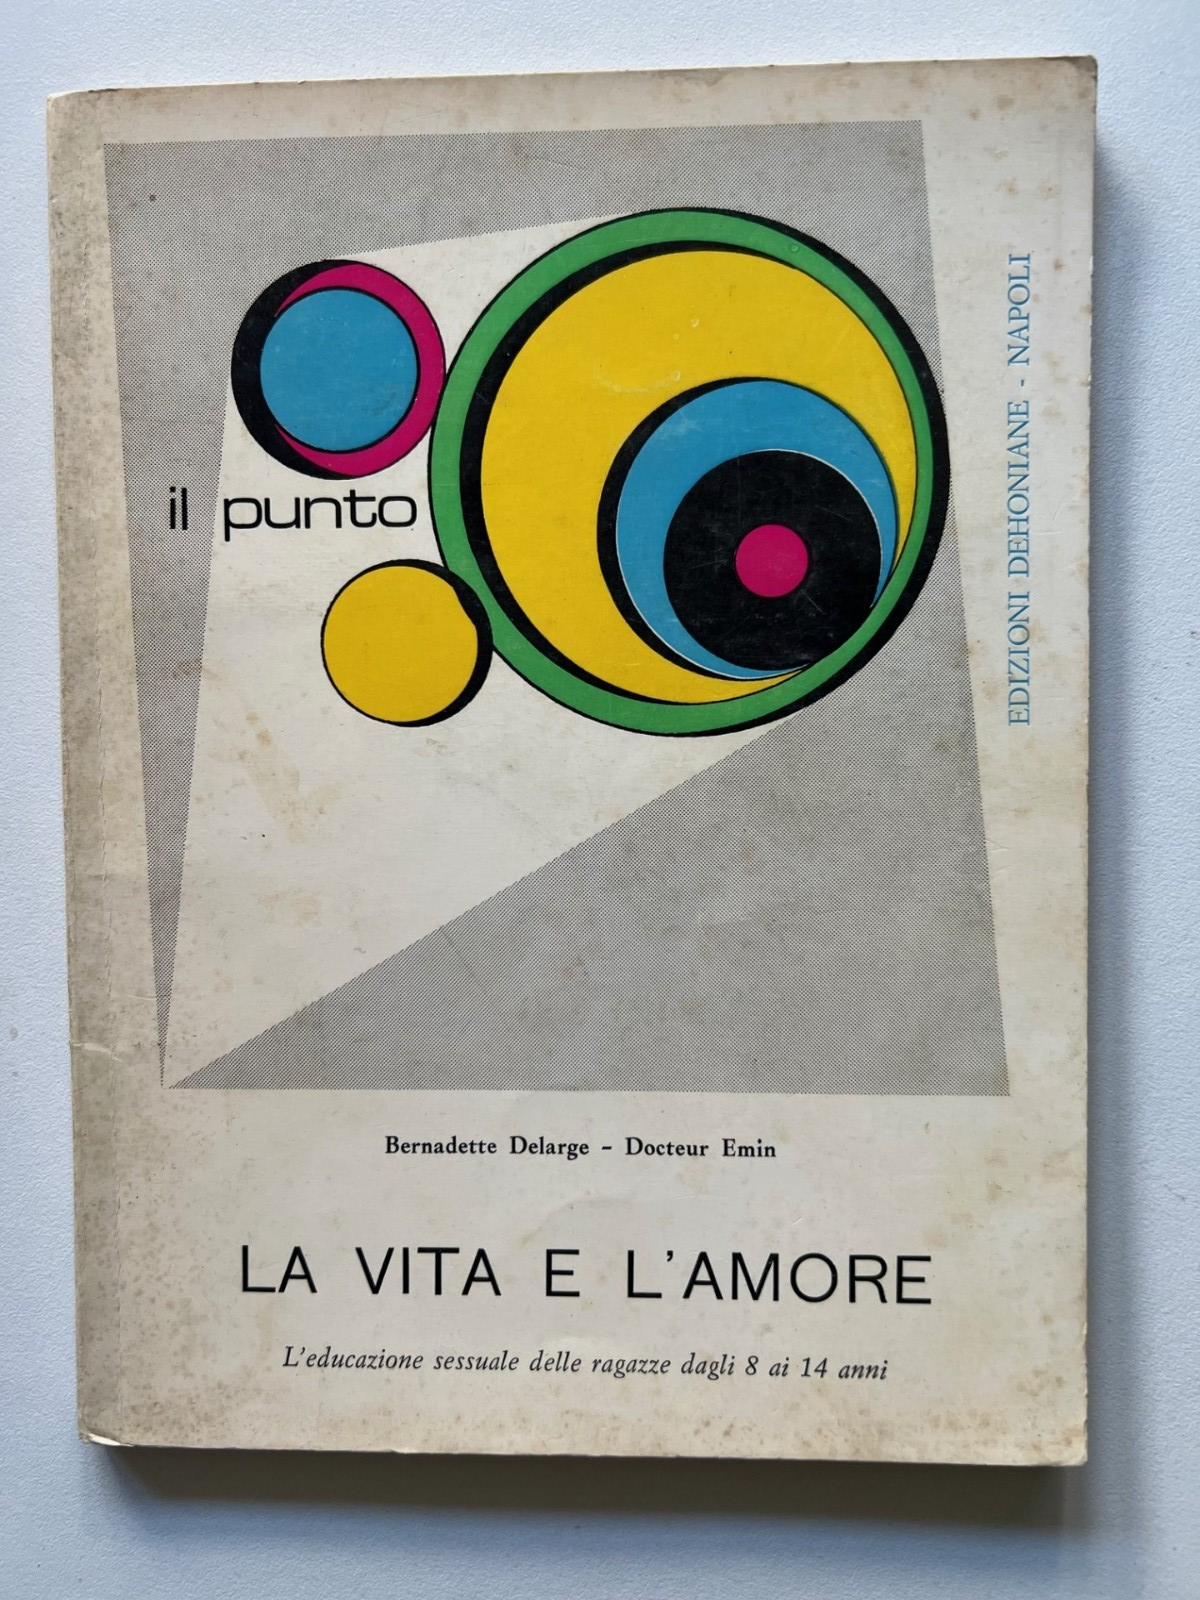 il punto
EDIZIONI DEHONIANE - NAPOLI
Bernadette Delarge - Docteur Emin
LA VITA E L'AMORE
L'educazione sessuale delle ragazze dagli 8 ai 14 anni